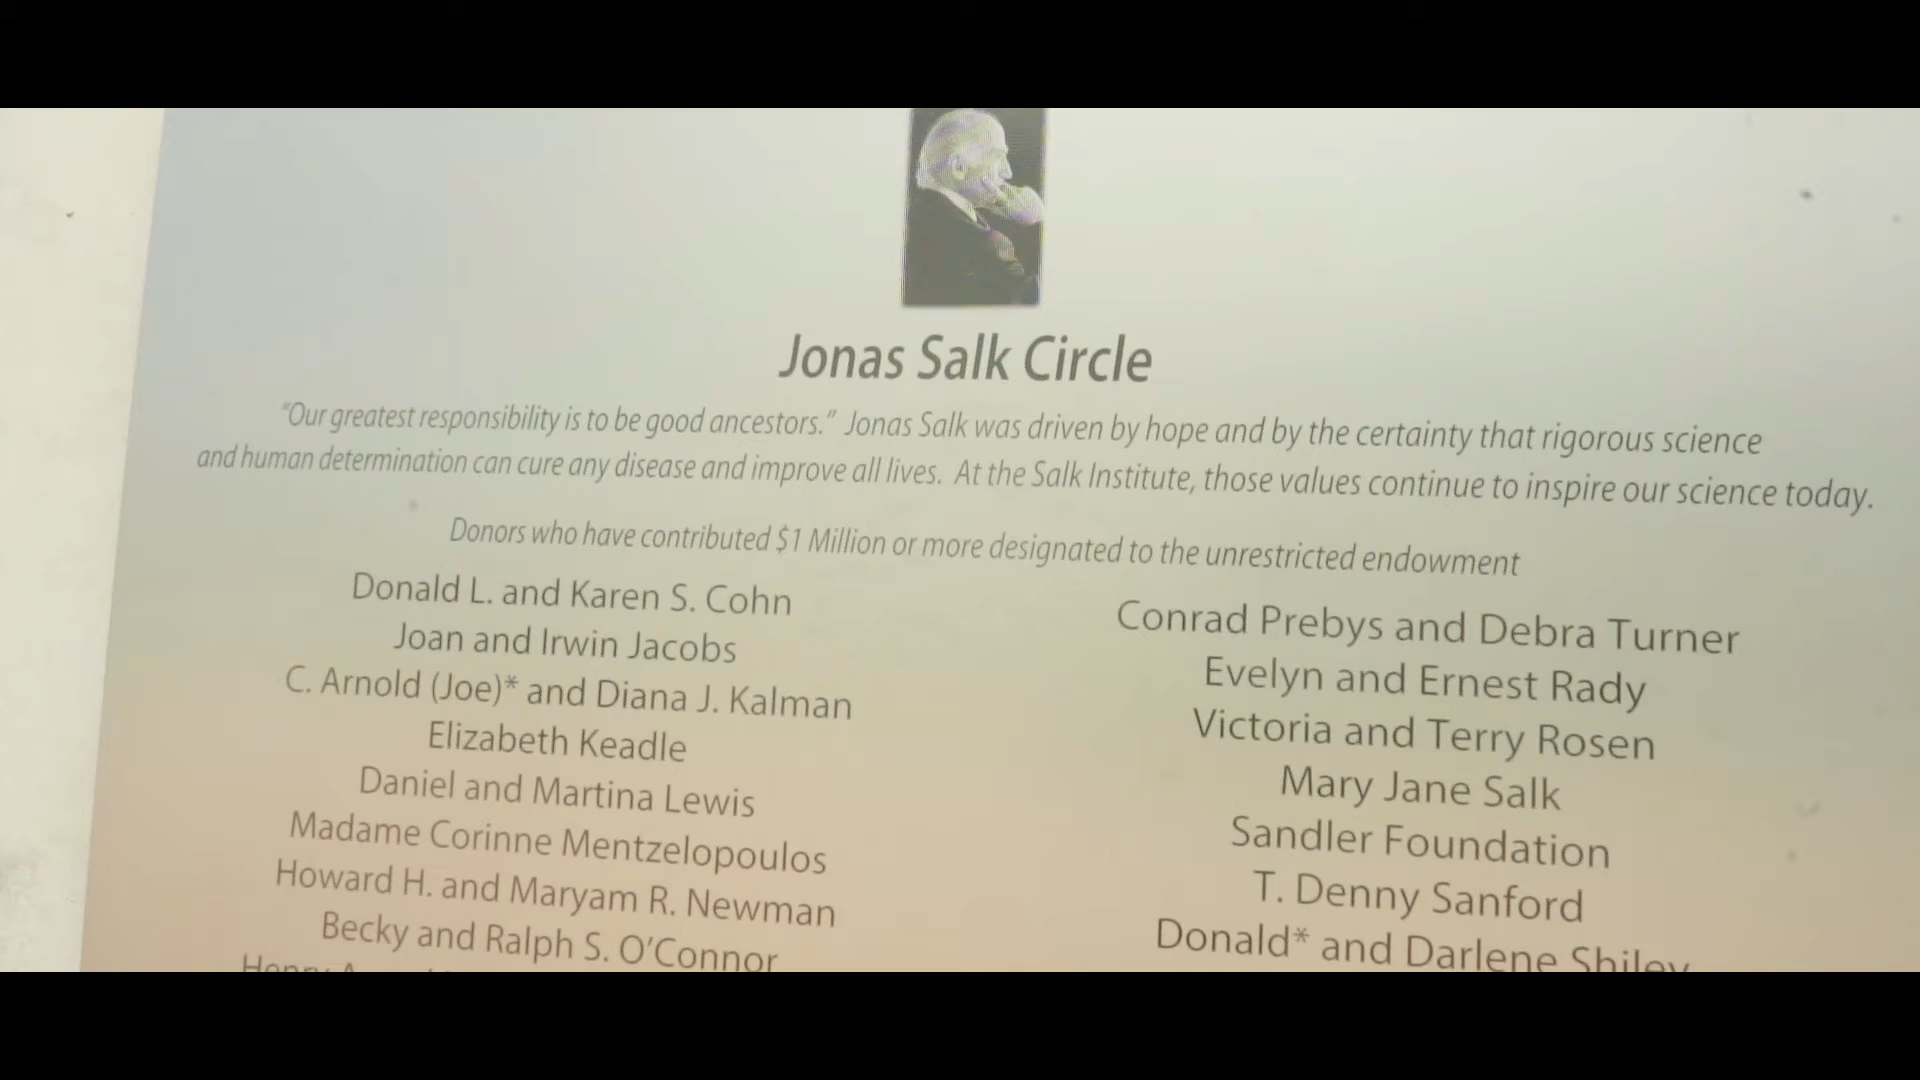 Jonas Salk Circle
“Our greatest responsibility is to be good ancestors.” Jonas Salk was driven by hope and by the certainty that rigorous science
and human determination can cure any disease and improve all lives. At the Salk Institute, those values continue to inspire our science today.
Donors who have contributed $1 Million or more designated to the unrestricted endowment
Donald L. and Karen S. Cohn
Joan and Irwin Jacobs
C. Arnold (Joe)* and Diana J. Kalman
Elizabeth Keadle
Daniel and Martina Lewis
Madame Corinne Mentzelopoulos
Howard H. and Maryam R. Newman
Becky and Ralph S. O’Connor
Conrad Prebys and Debra Turner
Evelyn and Ernest Rady
Victoria and Terry Rosen
Mary Jane Salk
Sandler Foundation
T. Denny Sanford
Donald* and Darlene Shiley